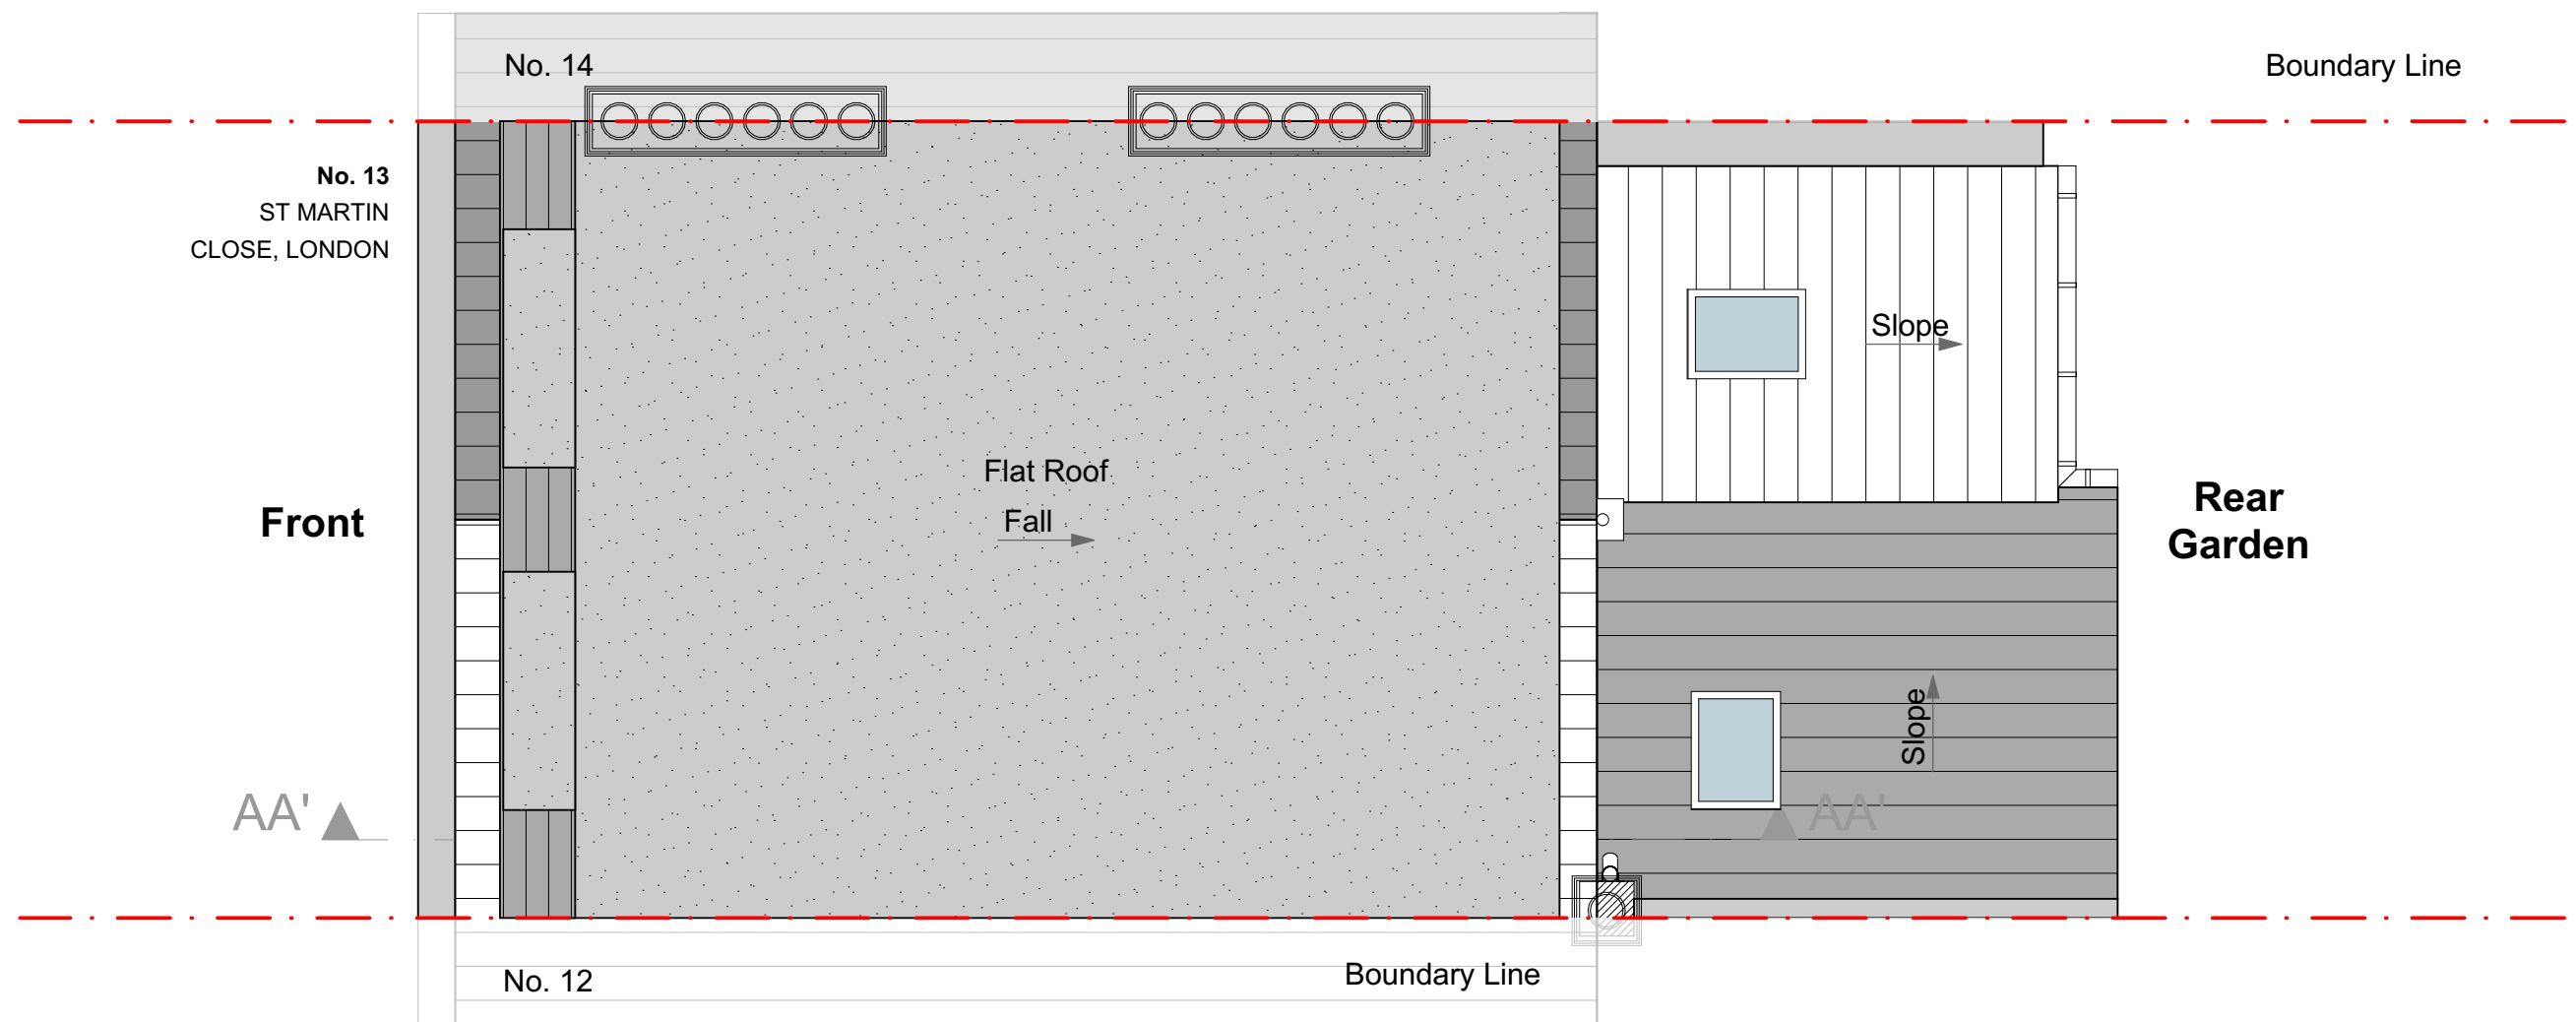 No. 14
Boundary Line
No. 13
ST MARTIN
CLOSE, LONDON
Slope
Flat Roof
Fall
Front
Rear
Garden
Slope
AA'
AA'
No. 12
Boundary Line